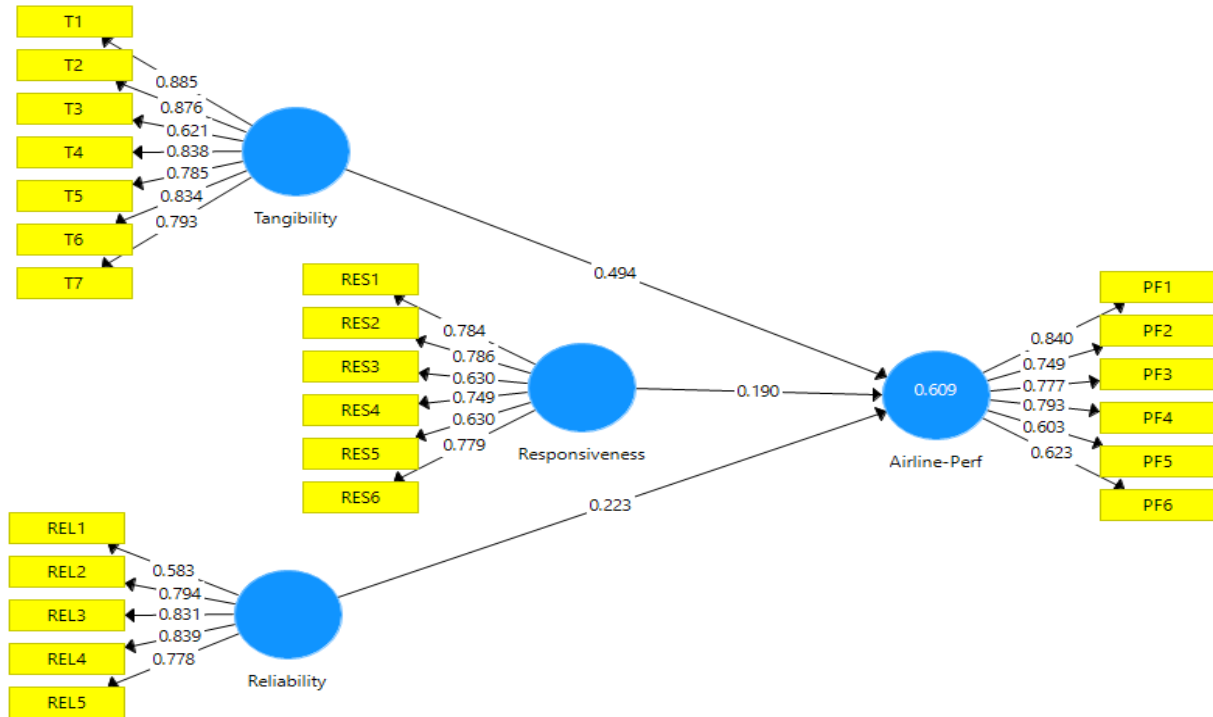 T1
T2
T3
T4
T5
T6
T7
0.885
0.876
0.621
0.838
0.785
0.834
0.793
Tangibility
0.494
RES1
RES2
RES3
RES4
RES5
RES6
0.784
0.786
0.630
0.749
0.630
0.779
Responsiveness
0.190
REL1
REL2
REL3
REL4
REL5
0.583
0.794
0.831
0.839
0.778
Reliability
0.223
0.609
Airline-Perf
0.840
0.749
0.777
0.793
0.603
0.623
PF1
PF2
PF3
PF4
PF5
PF6